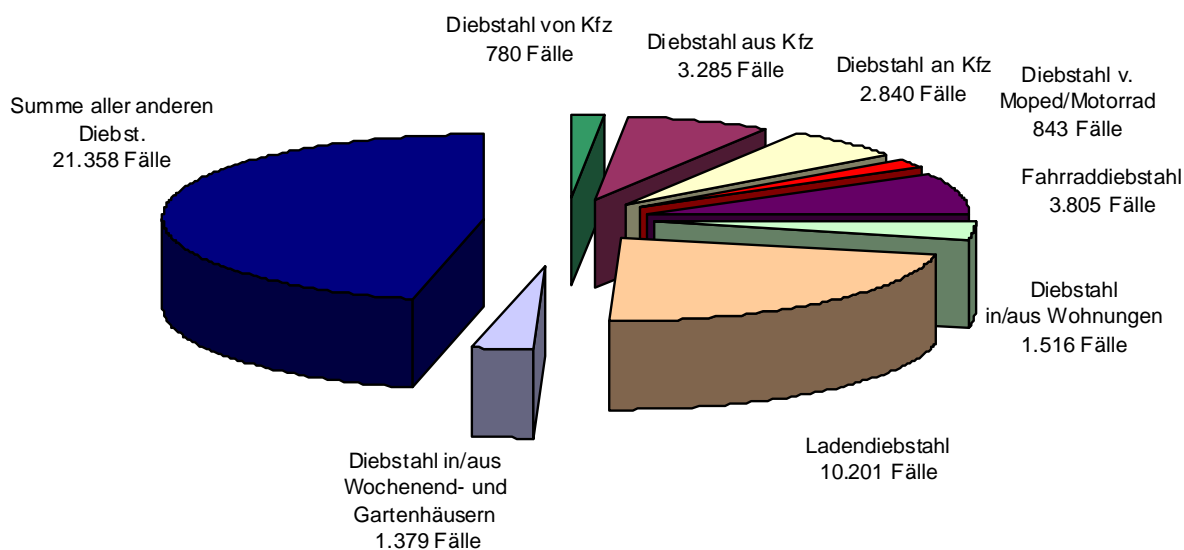 Diebstahl von Kfz
780 Fälle
Diebstahl aus Kfz
3.285 Fälle
Diebstahl an Kfz
2.840 Fälle
Diebstahl v.
Moped/Motorrad
843 Fälle
Fahrraddiebstahl
3.805 Fälle
Diebstahl
in/aus Wohnungen
1.516 Fälle
Ladendiebstahl
10.201 Fälle
Diebstahl in/aus
Wochenend- und
Gartenhäusern
1.379 Fälle
Summe aller anderen
Diebst.
21.358 Fälle